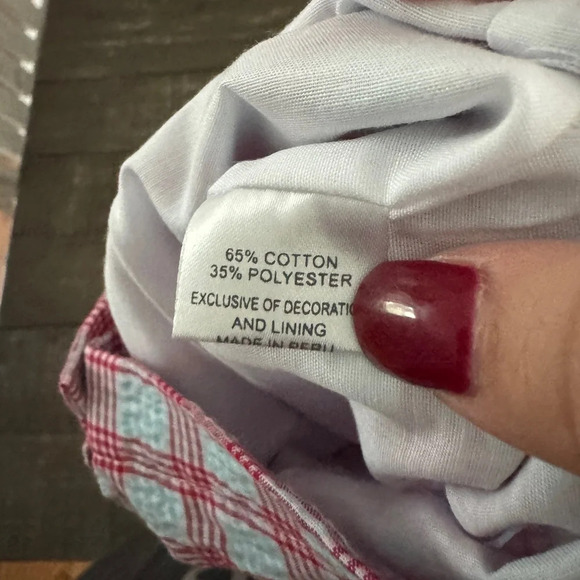 65% COTTON
35% POLYESTER
EXCLUSIVE OF DECORATIO
AND LINING
MADE IN PERU